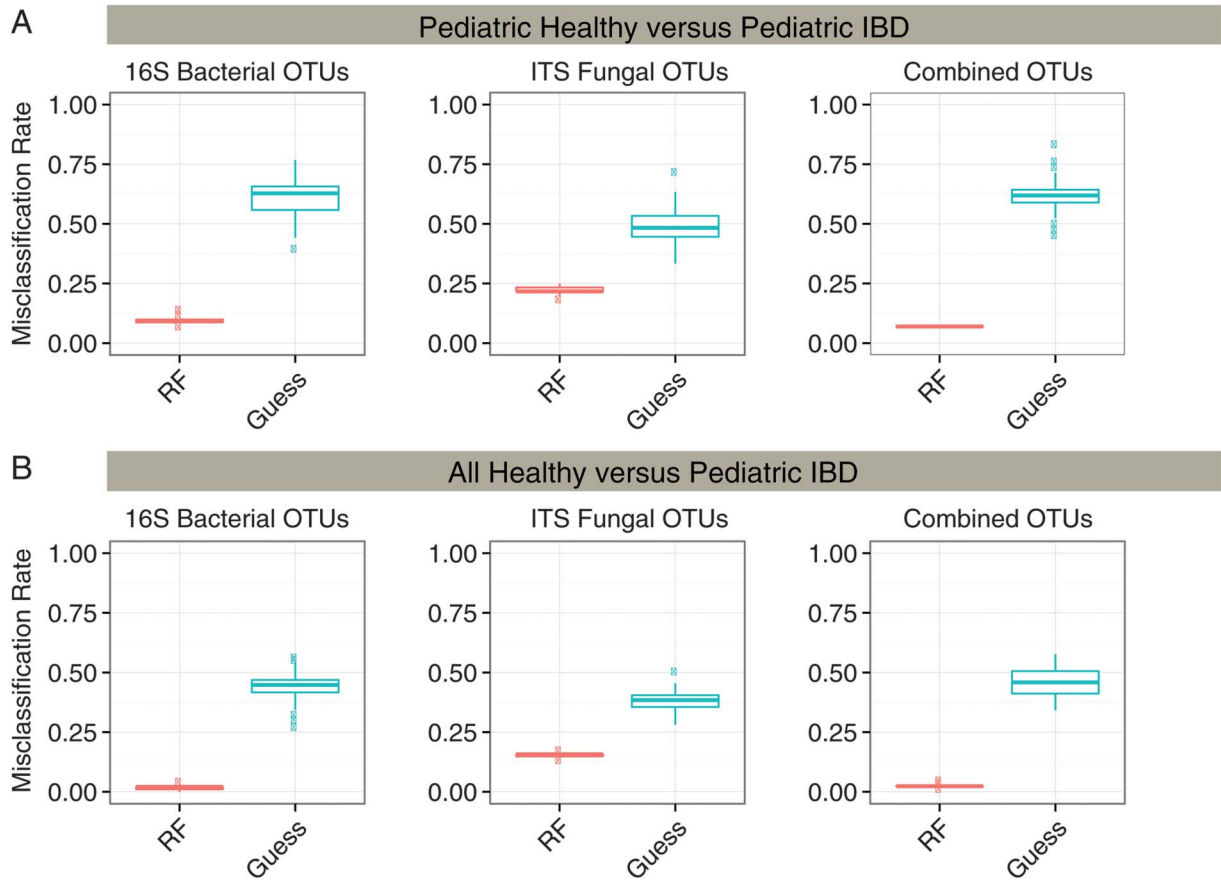 A
Pediatric Healthy versus Pediatric IBD
16S Bacterial OTUs
ITS Fungal OTUs
Combined OTUs
Misclassification Rate
1.00
0.75
0.50
0.25
0.00
RF
Guess
1.00
0.75
0.50
0.25
0.00
RF
Guess
1.00
0.75
0.50
0.25
0.00
RF
Guess
B
All Healthy versus Pediatric IBD
16S Bacterial OTUs
ITS Fungal OTUs
Combined OTUs
Misclassification Rate
1.00
0.75
0.50
0.25
0.00
RF
Guess
1.00
0.75
0.50
0.25
0.00
RF
Guess
1.00
0.75
0.50
0.25
0.00
RF
Guess